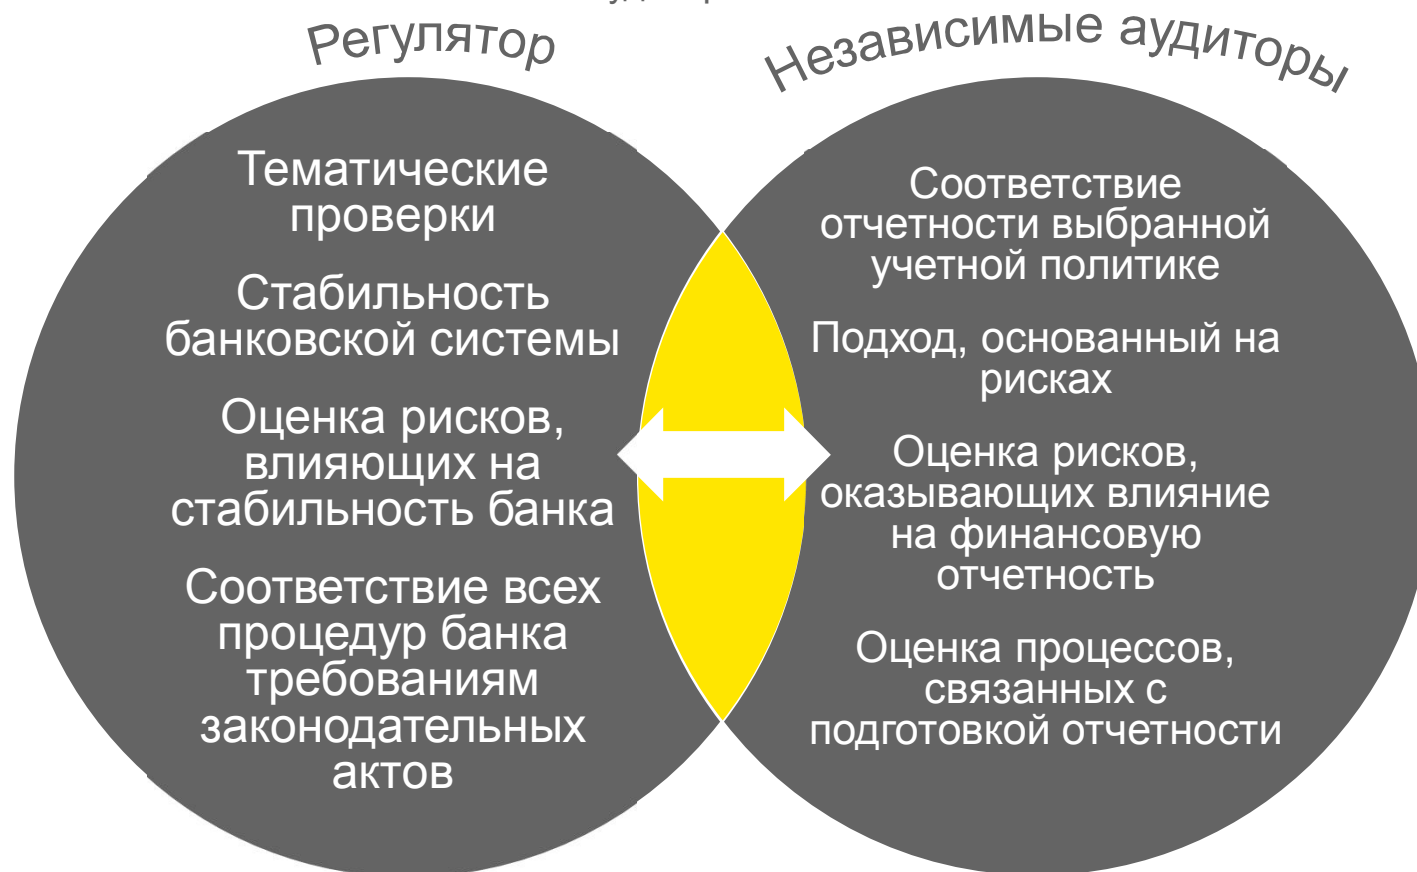 Регулятор
Тематические
проверки
Стабильность
банковской системы
Оценка рисков,
влияющих на
стабильность банка
Соответствие всех
процедур банка
требованиям
законодательных
актов
Независимые аудиторы
Соответствие
отчетности выбранной
учетной политике
Подход, основанный на
рисках
Оценка рисков,
оказывающих влияние
на финансовую
отчетность
Оценка процессов,
связанных с
подготовкой отчетности